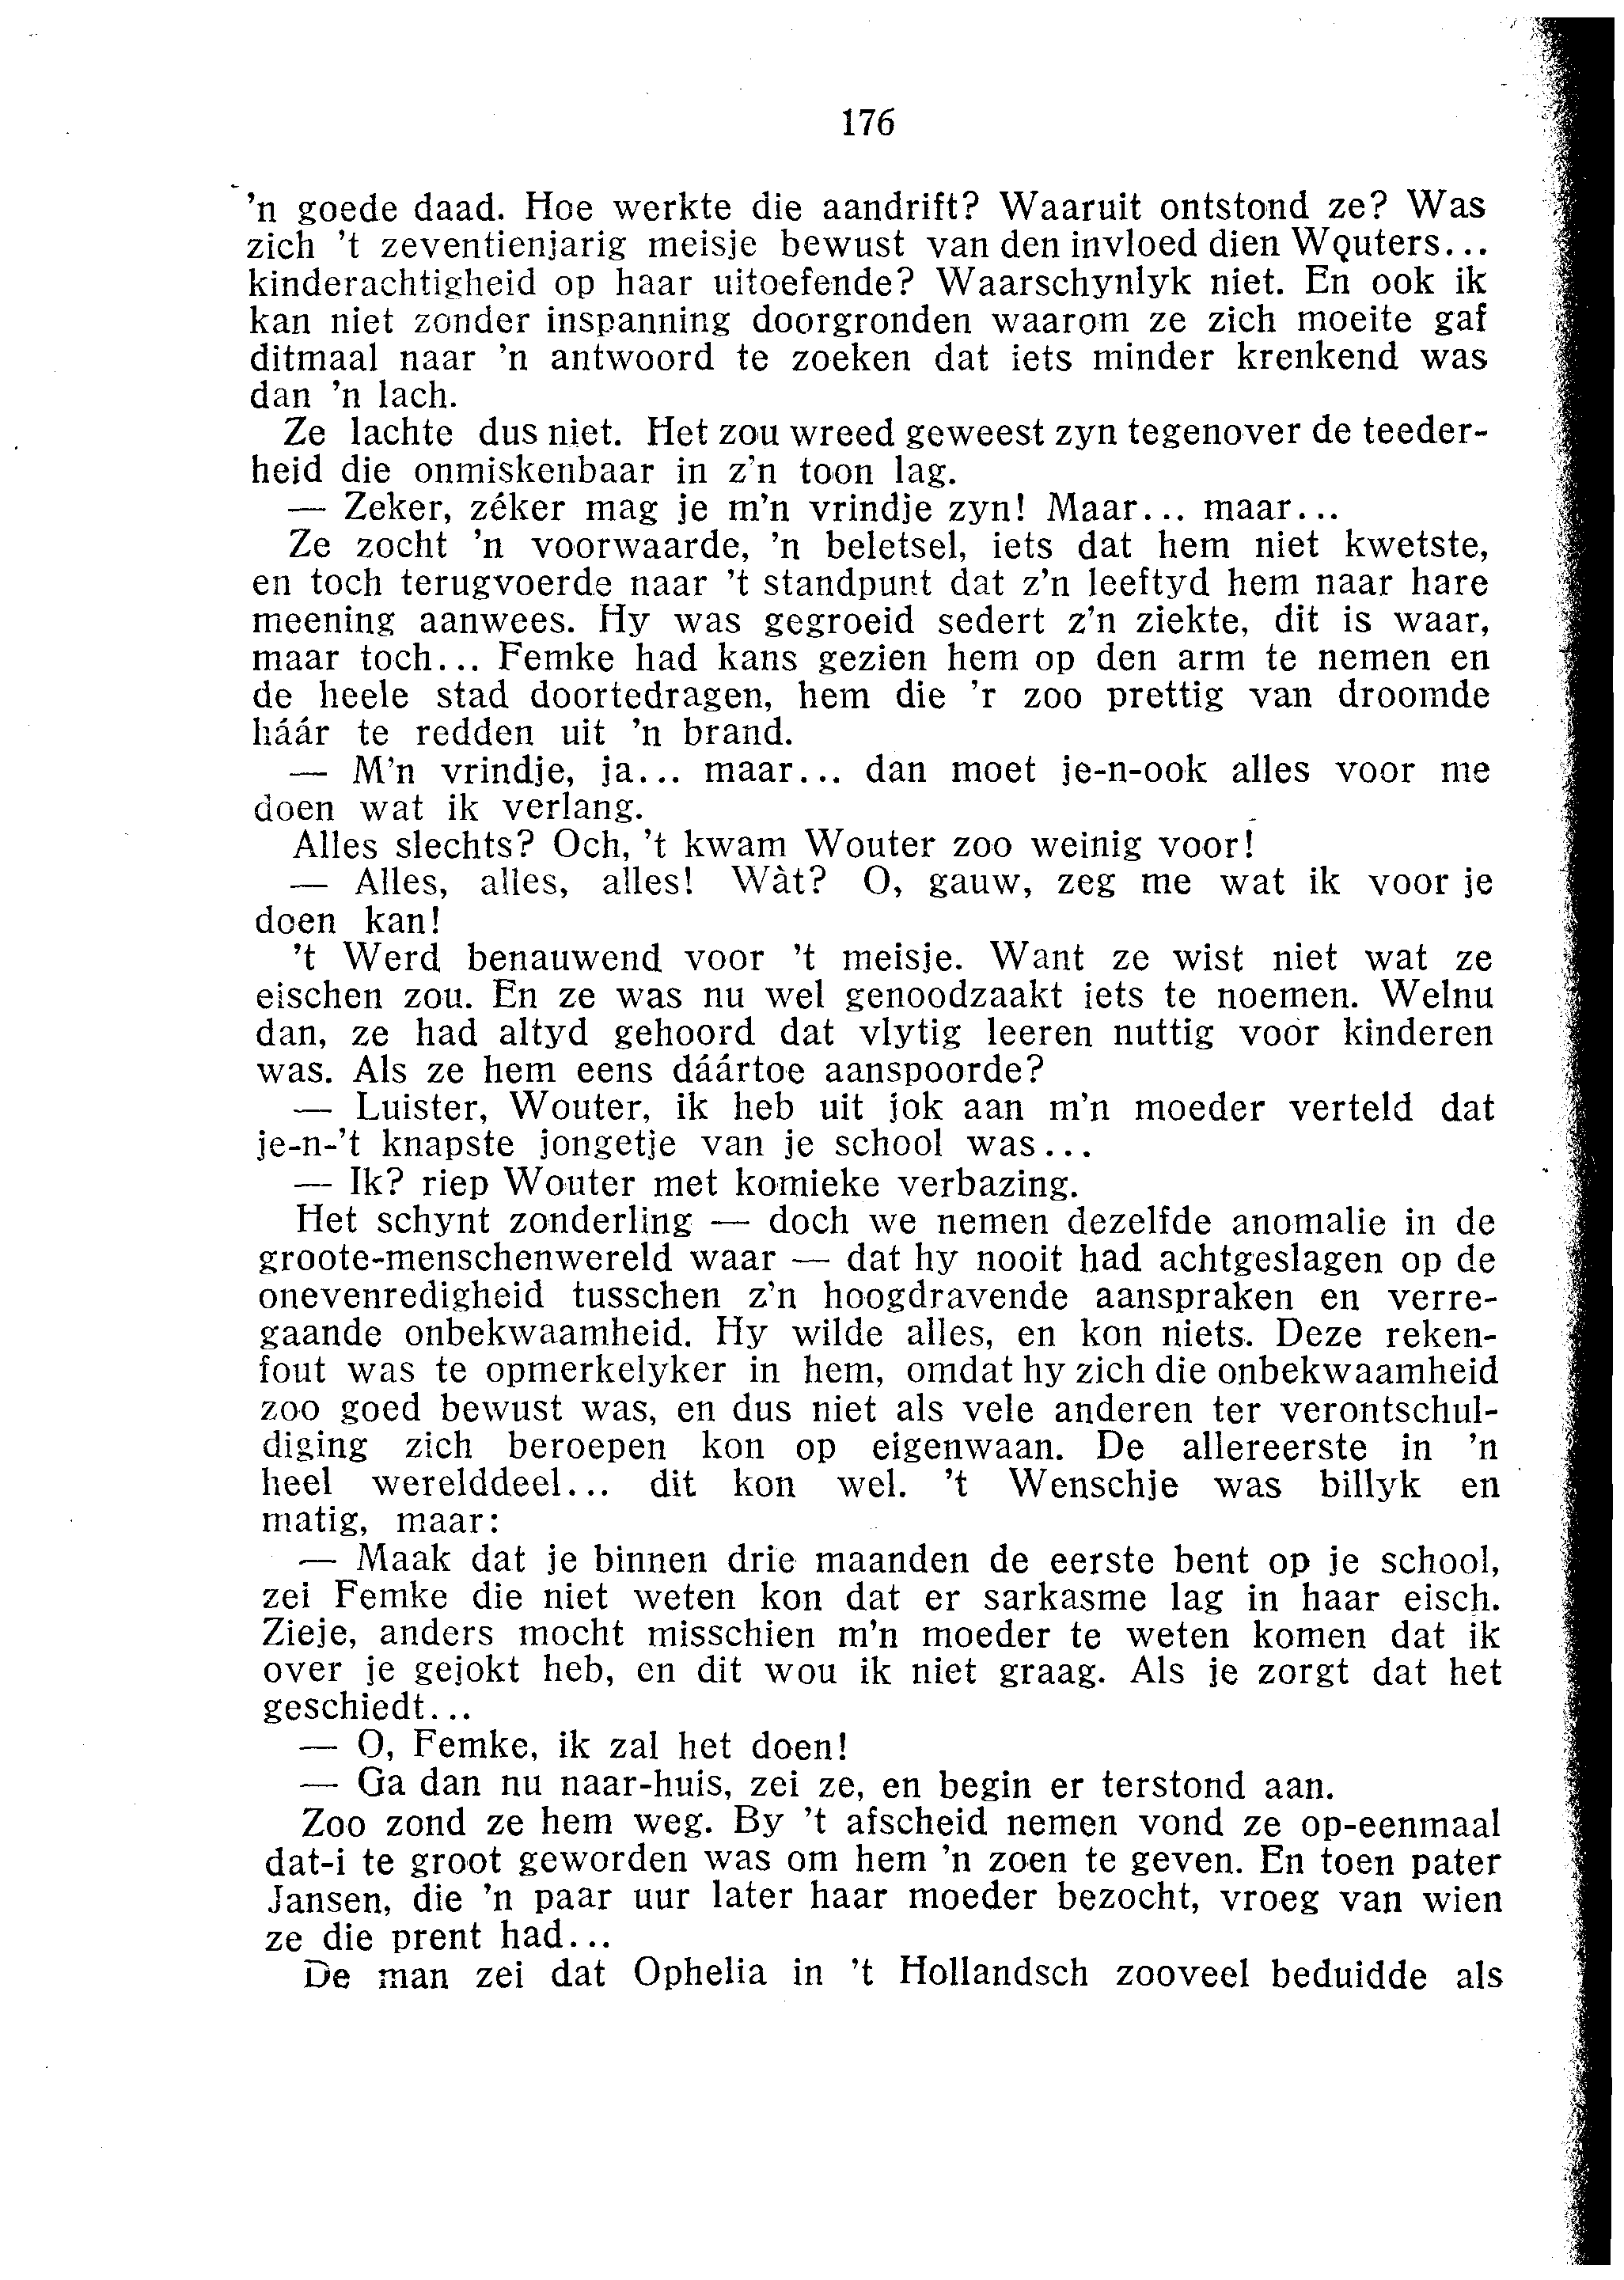 176
'n goede daad. Hoe werkte die aandrift? Waaruit ontstond ze? Was
zich 't zeventienjarig meisje bewust van den invloed dien Wouters...
kinderachtigheid op haar uitoefende? Waarschynlyk niet. En ook ik
kan niet zonder inspanning doorgronden waarom ze zich moeite gaf
ditmaal naar 'n antwoord te zoeken dat iets minder krenkend was
dan 'n lach.
Ze lachte dus niet. Het zou wreed geweest zyn tegenover de teeder-
heid die onmiskenbaar in z'n toon lag.
— Zeker, zéker mag je m'n vrindje zyn! Maar... maar...
Ze zocht 'n voorwaarde, 'n beletsel, iets dat hem niet kwetste,
en toch terugvoerde naar 't standpunt dat z'n leeftyd hem naar hare
meening aanwees. Hy was gegroeid sedert z'n ziekte, dit is waar,
maar toch... Femke had kans gezien hem op den arm te nemen en
de heele stad doortedragen, hem die 'r zoo prettig van droomde
háár te redden uit 'n brand.
— M'n vrindje, ja... maar... dan moet je-n-ook alles voor me
doen wat ik verlang.
Alles slechts? Och, 't kwam Wouter zoo weinig voor!
— Alles, alles, alles! Wàt? O, gauw, zeg me wat ik voor je
doen kan!
't Werd benauwend voor 't meisje. Want ze wist niet wat ze
eischen zou. En ze was nu wel genoodzaakt iets te noemen. Welnu
dan, ze had altyd gehoord dat vlytig leeren nuttig voor kinderen
was. Als ze hem eens dáártoe aanspoorde?
— Luister, Wouter, ik heb uit jok aan m'n moeder verteld dat
je-n-'t knapste jongetje van je school was...
— Ik? riep Wouter met komieke verbazing.
Het schynt zonderling — doch we nemen dezelfde anomalie in de
groote-menschenwereld waar — dat hy nooit had achtgeslagen op de
onevenredigheid tusschen z'n hoogdravende aanspraken en verre-
gaande onbekwaamheid. Hy wilde alles, en kon niets. Deze reken-
fout was te opmerkelyker in hem, omdat hy zich die onbekwaamheid
zoo goed bewust was, en dus niet als vele anderen ter verontschul-
diging zich beroepen kon op eigenwaan. De allereerste in 'n
heel werelddeel... dit kon wel. 't Wenschje was billyk en
matig, maar:
— Maak dat je binnen drie maanden de eerste bent op je school,
zei Femke die niet weten kon dat er sarkasme lag in haar eisch.
Zieje, anders mocht misschien m'n moeder te weten komen dat ik
over je gejokt heb, en dit wou ik niet graag. Als je zorgt dat het
geschiedt...
— O, Femke, ik zal het doen!
— Ga dan nu naar-huis, zei ze, en begin er terstond aan.
Zoo zond ze hem weg. By 't afscheid nemen vond ze op-eenmaal
dat-i te groot geworden was om hem 'n zoen te geven. En toen pater
Jansen, die 'n paar uur later haar moeder bezocht, vroeg van wien
ze die prent had...
De man zei dat Ophelia in 't Hollandsch zooveel beduidde als